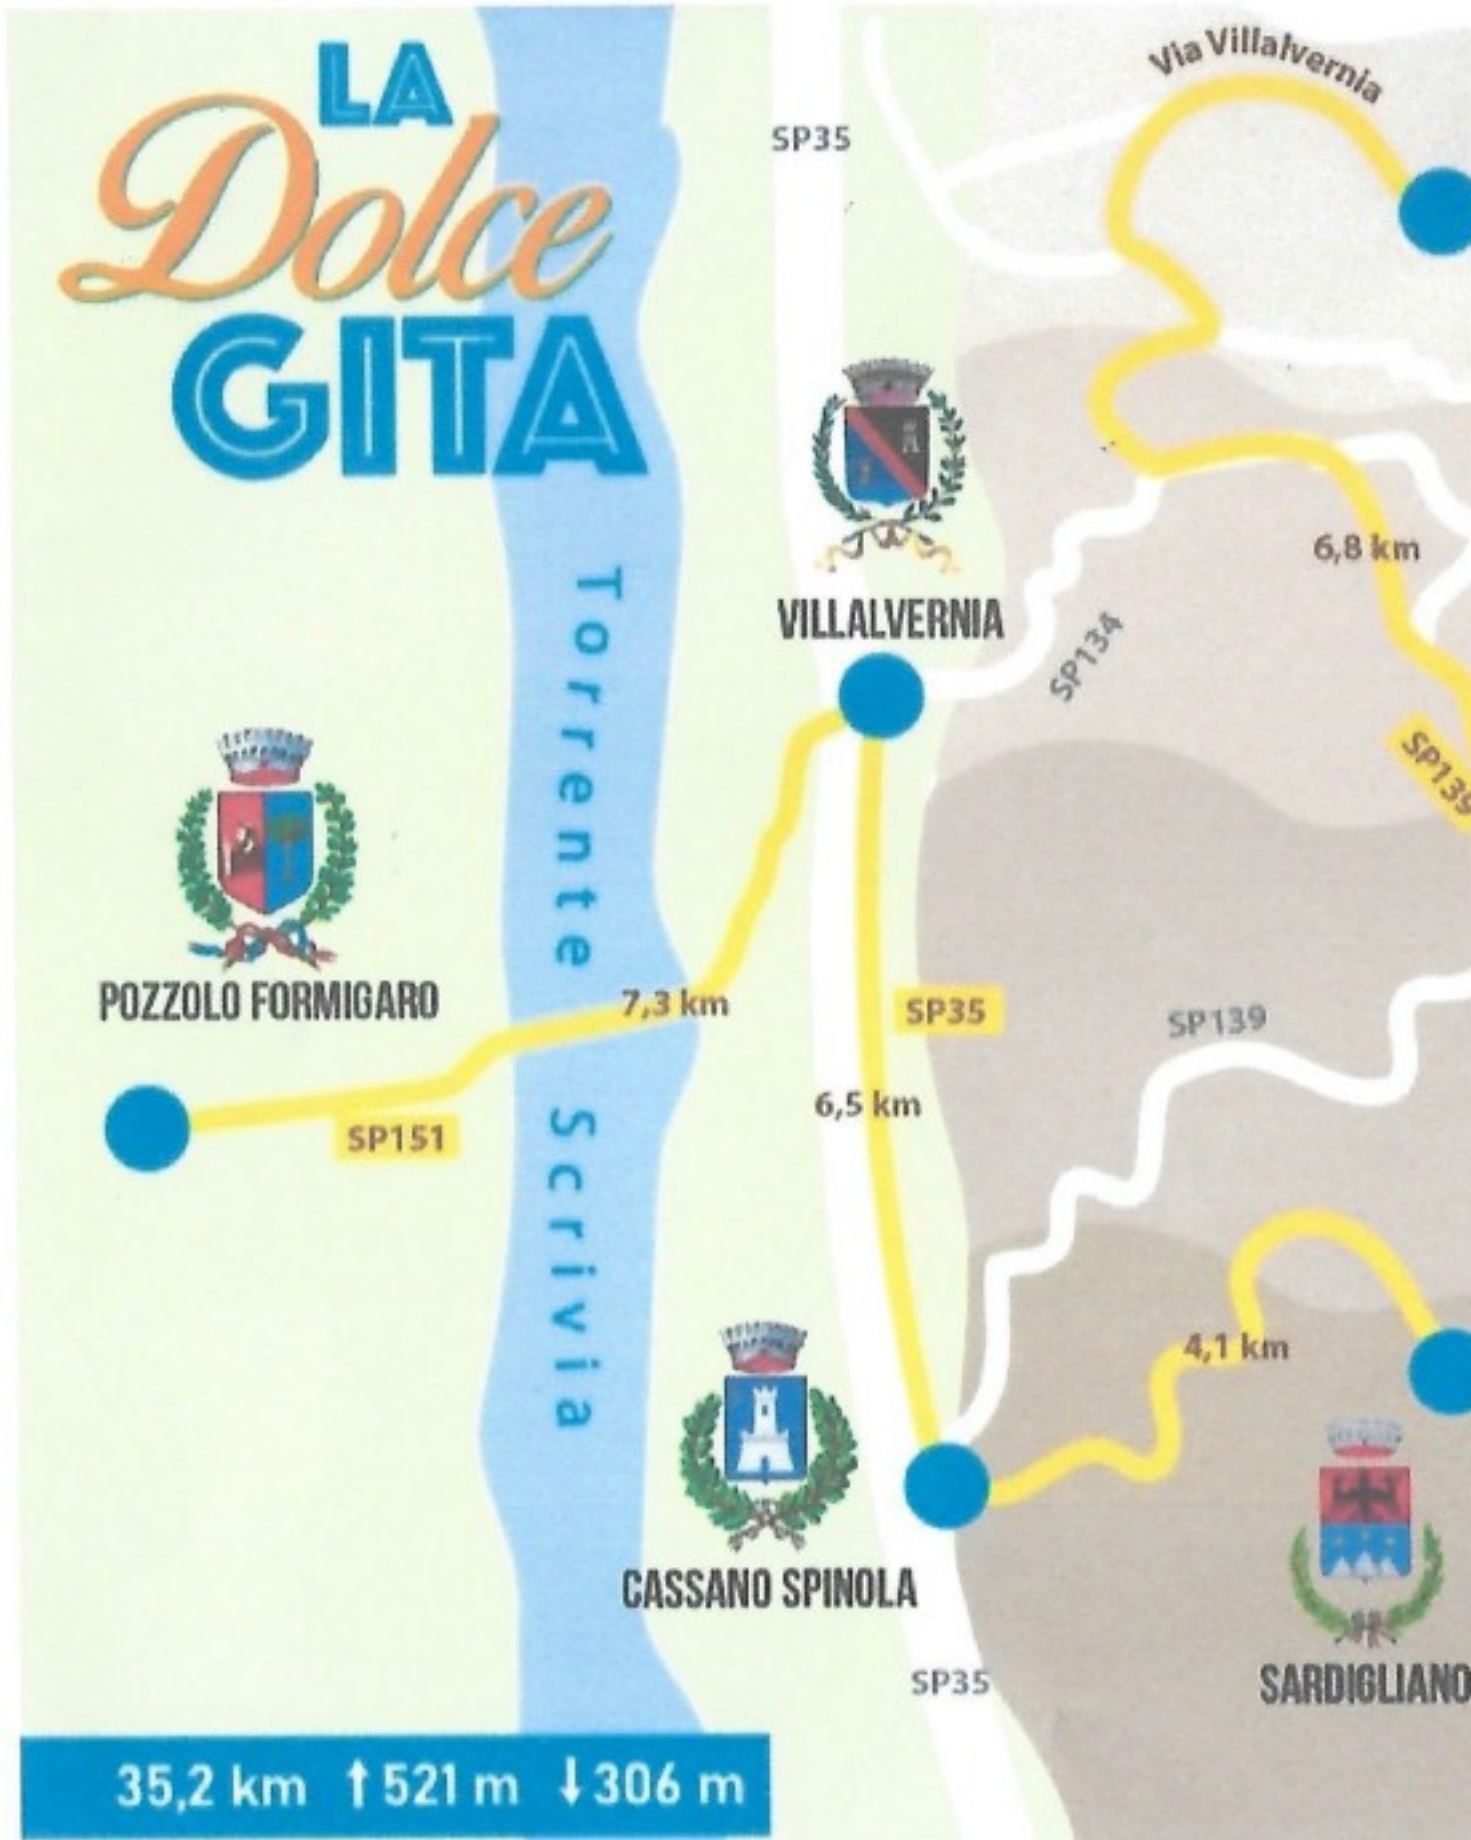 LA
Dolce
GITA
Via Villalvernia
SP35
VILLALVERNIA
6,8 km
SP134
SP139
Torrente Scrivia
POZZOLO FORMIGARO
7,3 km
SP35
SP139
6,5 km
SP151
4,1 km
CASSANO SPINOLA
SP35
SARDIGLIANO
35,2 km ↑521 m ↓306 m